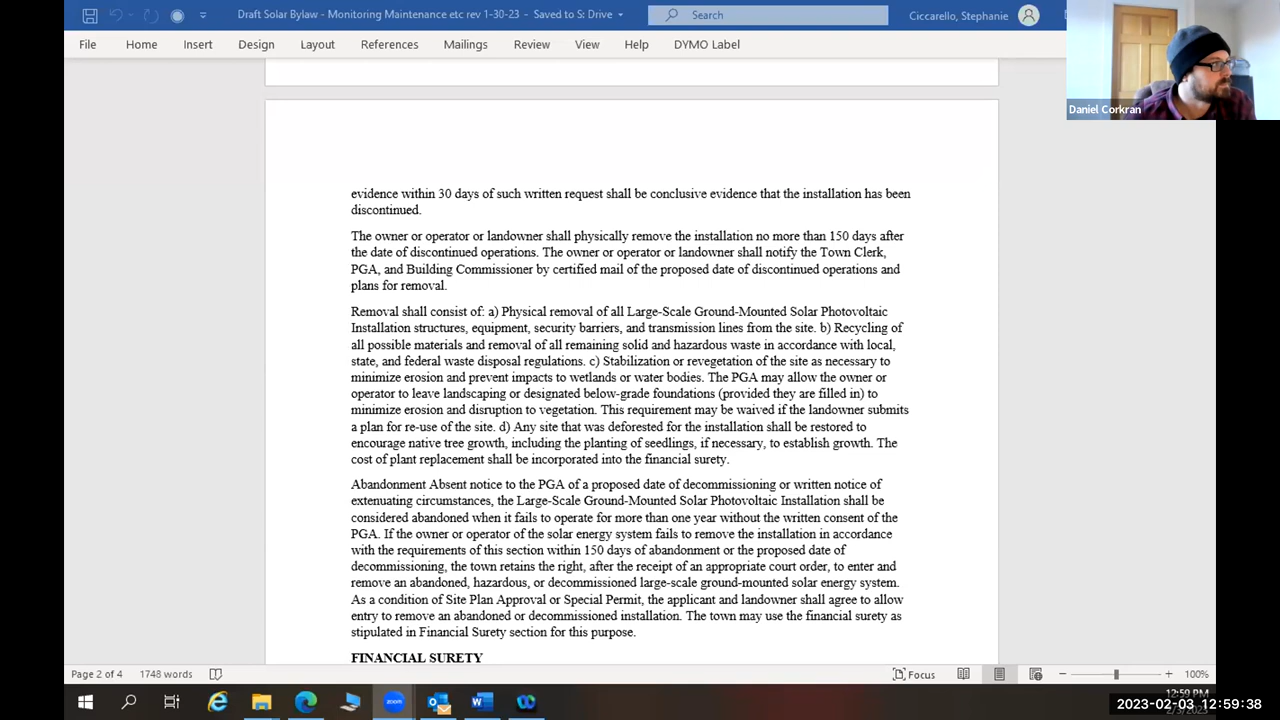 Draft Solar Bylaw - Monitoring Maintenance etc rev 1-30-23 - Saved to S: Drive
Search
Ciccarello, Stephanie
File Home Insert Design Layout References Mailings Review View Help DYMO Label
Daniel Corkran
evidence within 30 days of such written request shall be conclusive evidence that the installation has been
discontinued.
The owner or operator or landowner shall physically remove the installation no more than 150 days after
the date of discontinued operations. The owner or operator or landowner shall notify the Town Clerk,
PGA, and Building Commissioner by certified mail of the proposed date of discontinued operations and
plans for removal.
Removal shall consist of: a) Physical removal of all Large-Scale Ground-Mounted Solar Photovoltaic
Installation structures, equipment, security barriers, and transmission lines from the site. b) Recycling of
all possible materials and removal of all remaining solid and hazardous waste in accordance with local,
state, and federal waste disposal regulations. c) Stabilization or revegetation of the site as necessary to
minimize erosion and prevent impacts to wetlands or water bodies. The PGA may allow the owner or
operator to leave landscaping or designated below-grade foundations (provided they are filled in) to
minimize erosion and disruption to vegetation. This requirement may be waived if the landowner submits
a plan for re-use of the site. d) Any site that was deforested for the installation shall be restored to
encourage native tree growth, including the planting of seedlings, if necessary, to establish growth. The
cost of plant replacement shall be incorporated into the financial surety.
Abandonment Absent notice to the PGA of a proposed date of decommissioning or written notice of
extenuating circumstances, the Large-Scale Ground-Mounted Solar Photovoltaic Installation shall be
considered abandoned when it fails to operate for more than one year without the written consent of the
PGA. If the owner or operator of the solar energy system fails to remove the installation in accordance
with the requirements of this section within 150 days of abandonment or the proposed date of
decommissioning, the town retains the right, after the receipt of an appropriate court order, to enter and
remove an abandoned, hazardous, or decommissioned large-scale ground-mounted solar energy system.
As a condition of Site Plan Approval or Special Permit, the applicant and landowner shall agree to allow
entry to remove an abandoned or decommissioned installation. The town may use the financial surety as
stipulated in Financial Surety section for this purpose.
FINANCIAL SURETY
Page 2 of 4 1748 words Focus 100%
zoom
12:59 PM
2023-02-03 12:59:38